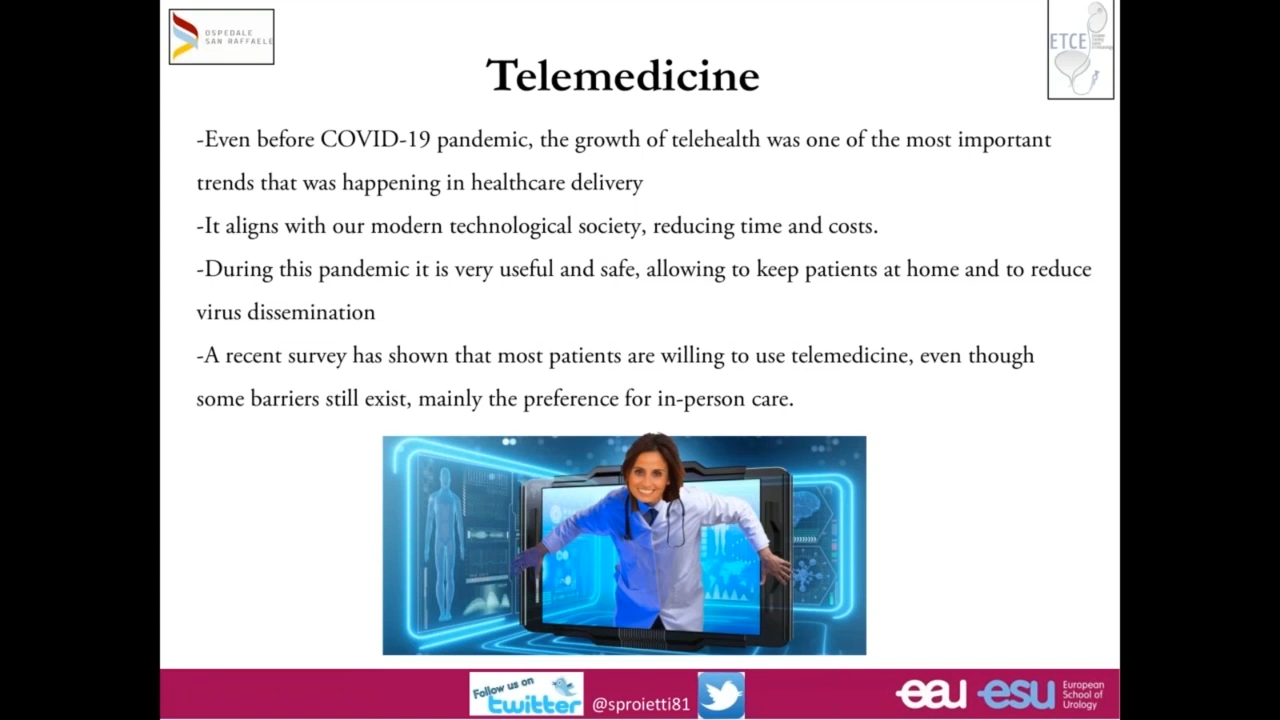 OSPEDALE
SAN RAFFAELE
ETCE
Telemedicine
-Even before COVID-19 pandemic, the growth of telehealth was one of the most important
trends that was happening in healthcare delivery
-It aligns with our modern technological society, reducing time and costs.
-During this pandemic it is very useful and safe, allowing to keep patients at home and to reduce
virus dissemination
-A recent survey has shown that most patients are willing to use telemedicine, even though
some barriers still exist, mainly the preference for in-person care.
Follow us on
twitter
@sproietti81
eau esu
European
School of
Urology